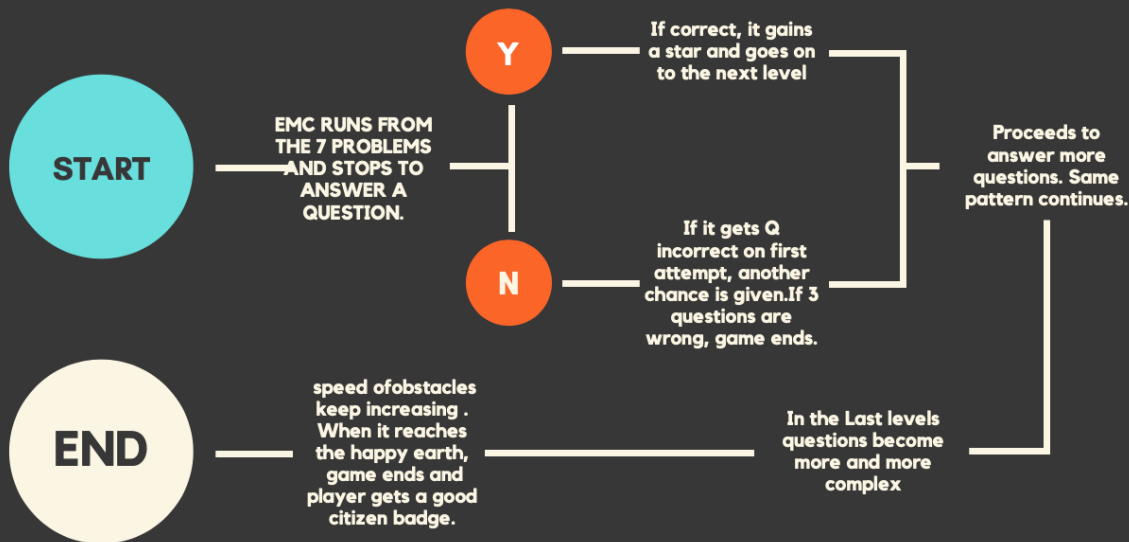 START
EMC RUNS FROM
THE 7 PROBLEMS
AND STOPS TO
ANSWER A
QUESTION.
Y
If correct, it gains
a star and goes on
to the next level
N
If it gets Q
incorrect on first
attempt, another
chance is given.If 3
questions are
wrong, game ends.
Proceeds to
answer more
questions. Same
pattern continues.
In the Last levels
questions become
more and more
complex
speed ofobstacles
keep increasing .
When it reaches
the happy earth,
game ends and
player gets a good
citizen badge.
END